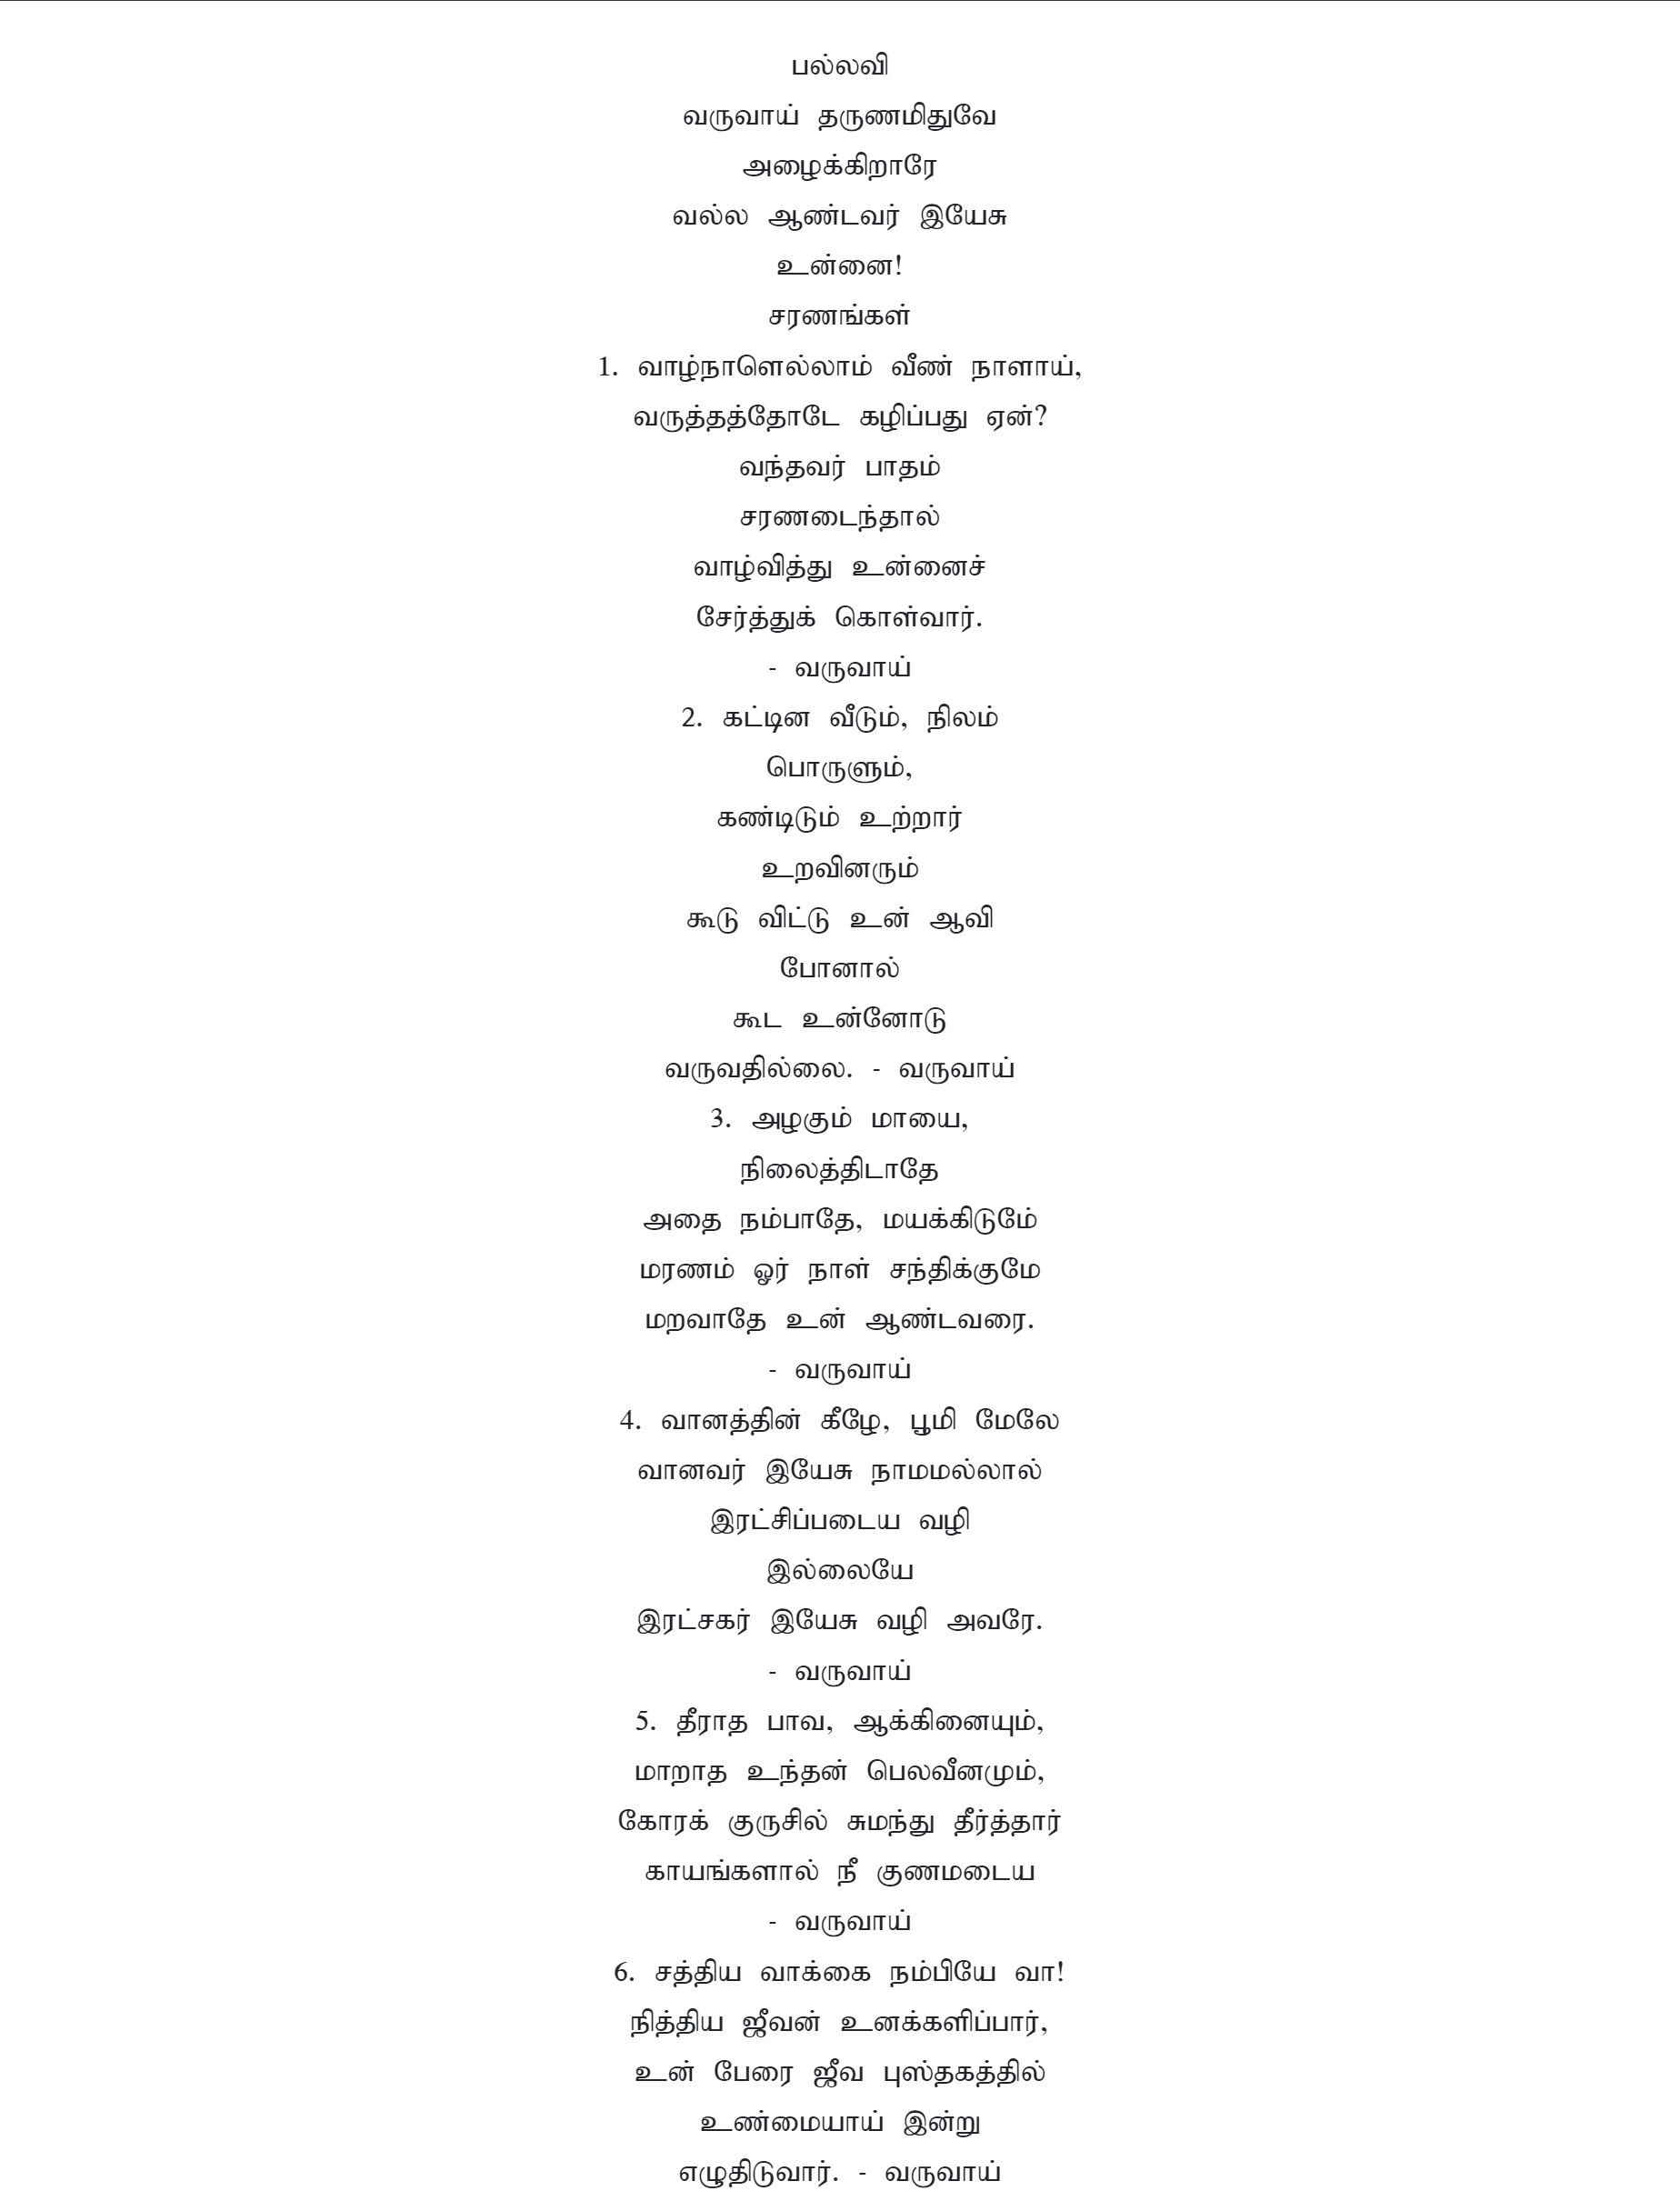 பல்லவி
வருவாய் தருணமிதுவே
அழைக்கிறாரே
வல்ல ஆண்டவர் இயேசு
உன்னை!
சரணங்கள்
1. வாழ்நாளெல்லாம் வீண் நாளாய்,
வருத்தத்தோடே கழிப்பது ஏன்?
வந்தவர் பாதம்
சரணடைந்தால்
வாழ்வித்து உன்னைச்
சேர்த்துக் கொள்வார்.
- வருவாய்
2. கட்டின வீடும், நிலம்
பொருளும்,
கண்டிடும் உற்றார்
உறவினரும்
கூடு விட்டு உன் ஆவி
போனால்
கூட உன்னோடு
வருவதில்லை. - வருவாய்
3. அழகும் மாயை,
நிலைத்திடாதே
அதை நம்பாதே, மயக்கிடுமே்
மரணம் ஓர் நாள் சந்திக்குமே
மறவாதே உன் ஆண்டவரை.
- வருவாய்
4. வானத்தின் கீழே, பூமி மேலே
வானவர் இயேசு நாமமல்லால்
இரட்சிப்படைய வழி
இல்லையே
இரட்சகர் இயேசு வழி அவரே.
- வருவாய்
5. தீராத பாவ, ஆக்கினையும்,
மாறாத உந்தன் பெலவீனமும்,
கோரக் குருசில் சுமந்து தீர்த்தார்
காயங்களால் நீ குணமடைய
- வருவாய்
6. சத்திய வாக்கை நம்பியே வா!
நித்திய ஜீவன் உனக்களிப்பார்,
உன் பேரை ஜீவ புஸ்தகத்தில்
உண்மையாய் இன்று
எழுதிடுவார். - வருவாய்